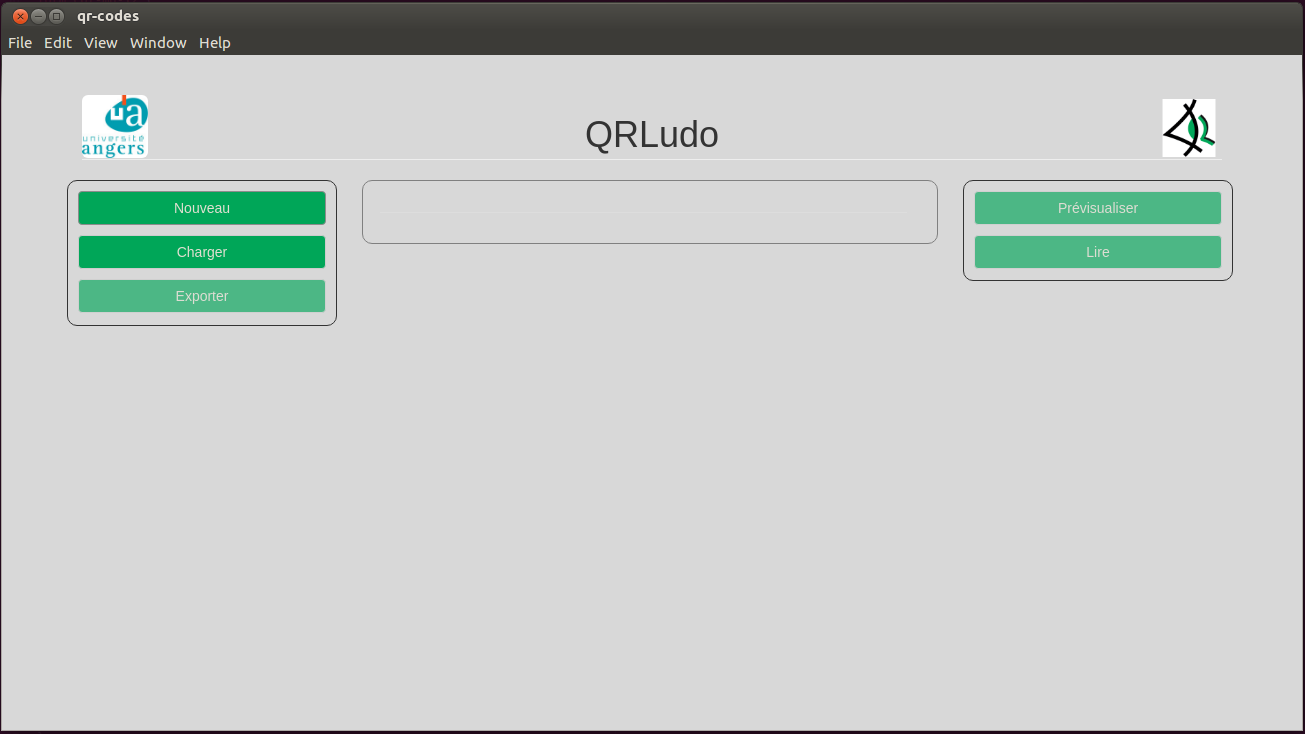 qr-codes
File Edit View Window Help
ua
université
angers
QRLudo
Nouveau
Charger
Exporter
Prévisualiser
Lire